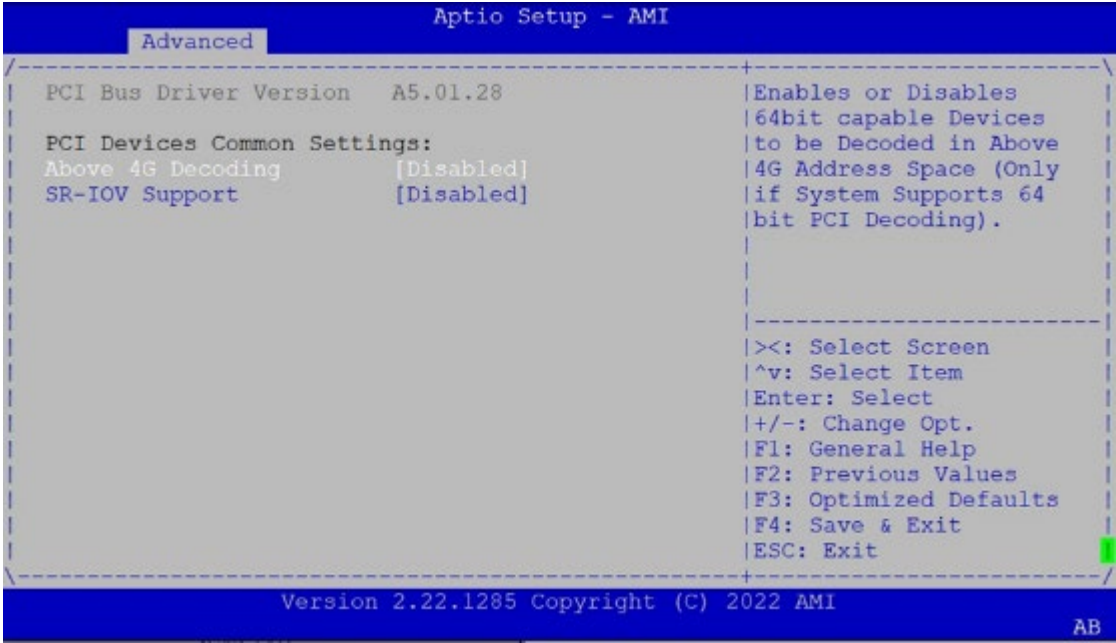 Aptio Setup - AMI
Advanced
PCI Bus Driver Version A5.01.28
PCI Devices Common Settings:
Above 4G Decoding [Disabled]
SR-IOV Support [Disabled]
Enables or Disables
64bit capable Devices
to be Decoded in Above
4G Address Space (Only
if System Supports 64
bit PCI Decoding).
><: Select Screen
^v: Select Item
Enter: Select
+/-: Change Opt.
F1: General Help
F2: Previous Values
F3: Optimized Defaults
F4: Save & Exit
ESC: Exit
Version 2.22.1285 Copyright (C) 2022 AMI
AB